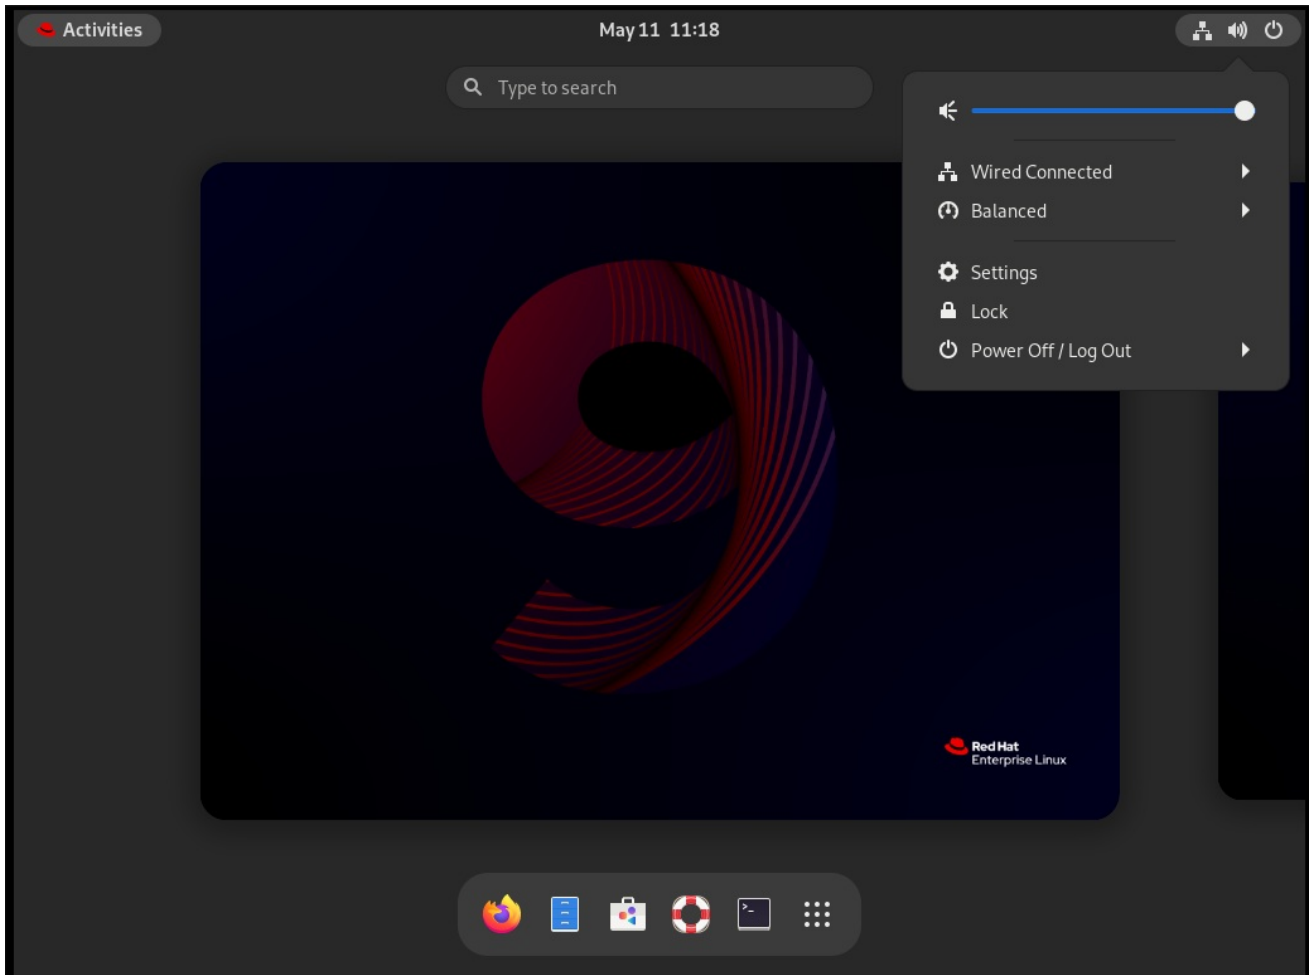 Activities
May 11 11:18
Type to search
Wired Connected
Balanced
Settings
Lock
Power Off / Log Out
9
Red Hat
Enterprise Linux
>_